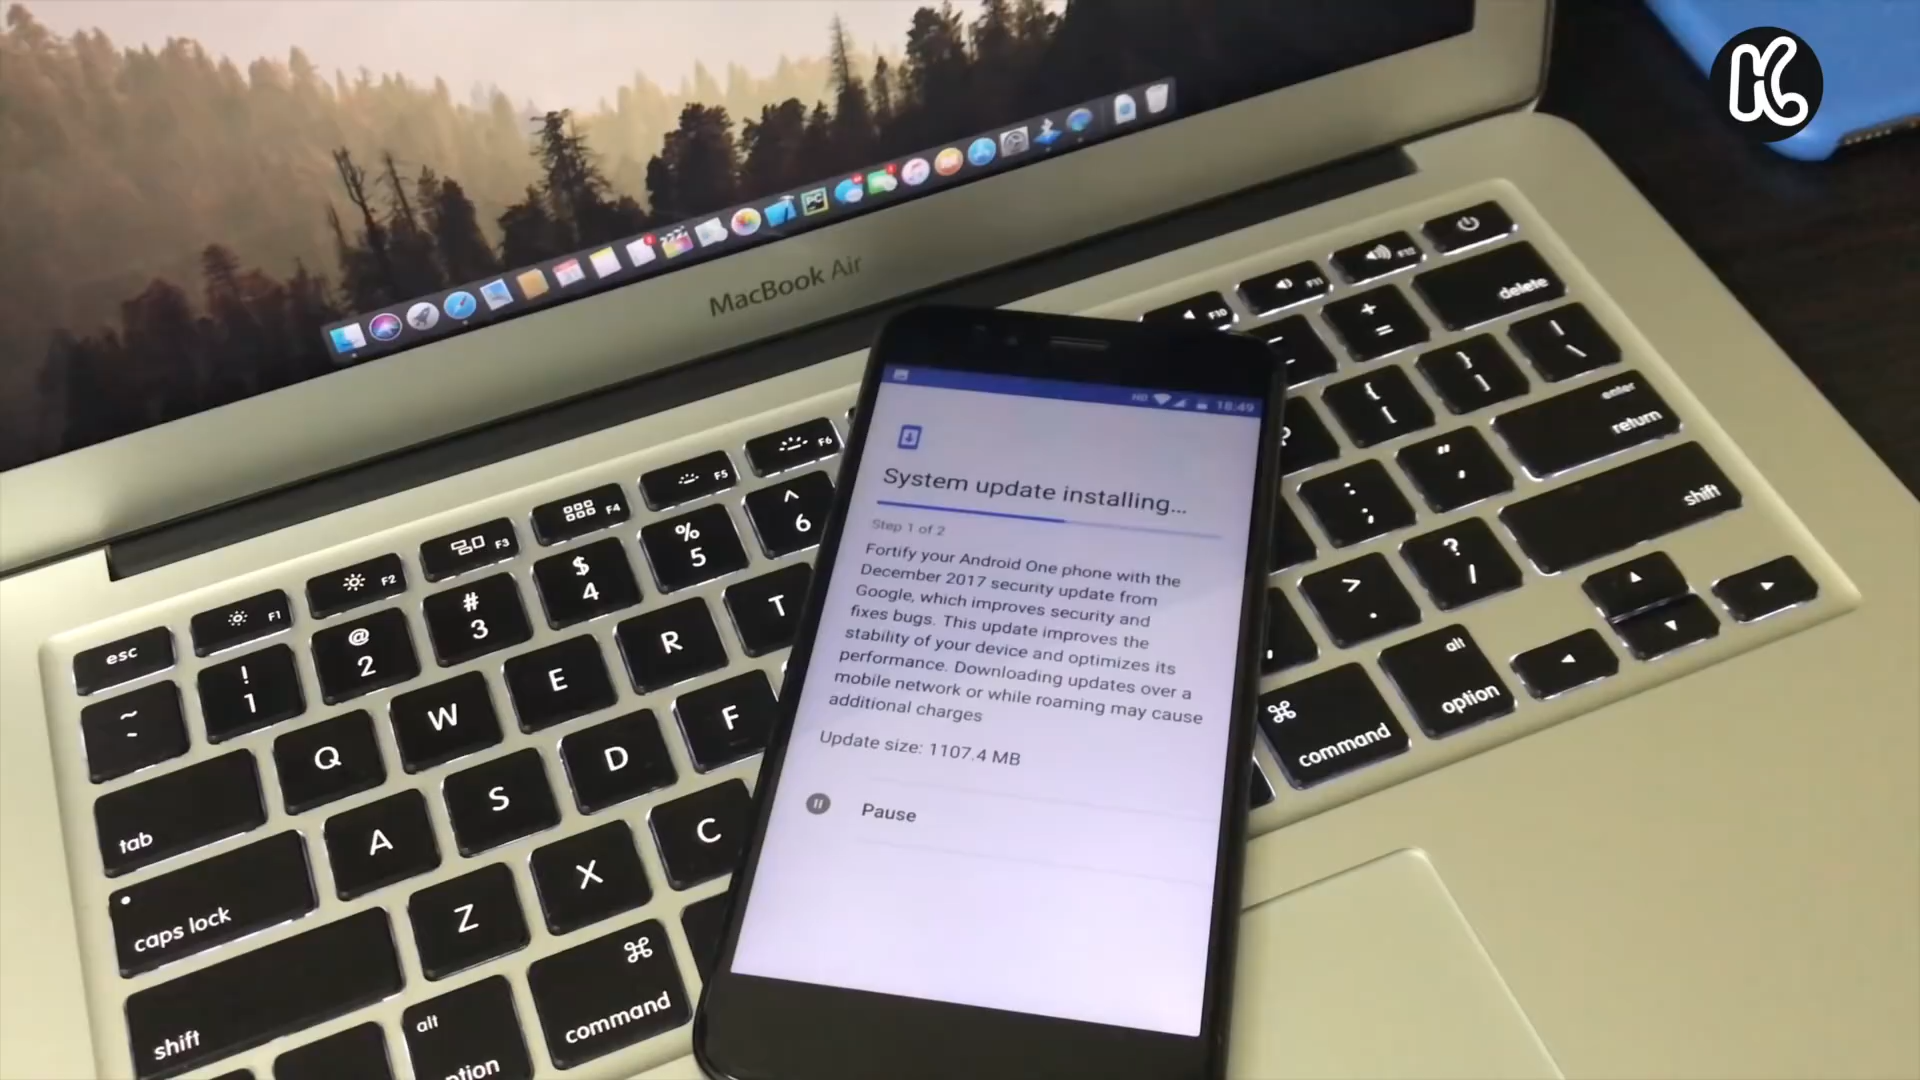 MacBook Air
18:49
System update installing...
Step 1 of 2
Fortify your Android One phone with the
December 2017 security update from
Google, which improves security and
fixes bugs. This update improves the
stability of your device and optimizes its
performance. Downloading updates over a
mobile network or while roaming may cause
additional charges
Update size: 1107.4 MB
Pause
esc
F1
F2
F3
F4
F5
F6
F10
F11
F12
delete
~
!
1
@
2
#
3
$
4
%
5
^
6
+
=
tab
Q
W
E
R
T
{
[
}
]
|
\
caps lock
A
S
D
F
:
;
"
'
enter
return
shift
Z
X
C
>
.
?
/
shift
alt
⌘
command
⌘
command
alt
option